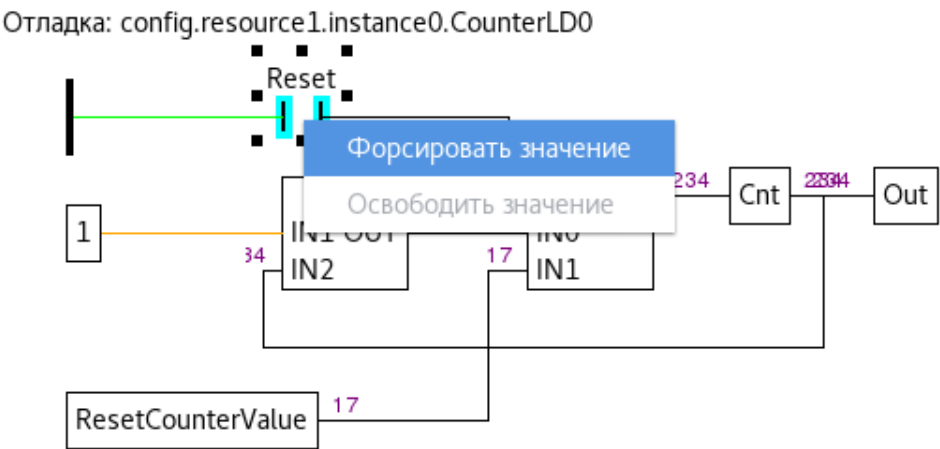 Отладка: config.resource1.instance0.CounterLD0
Reset
Форсировать значение
Освободить значение
234
Cnt
Out
1
IN1 OUT
IN0
34
IN2
17
IN1
ResetCounterValue
17